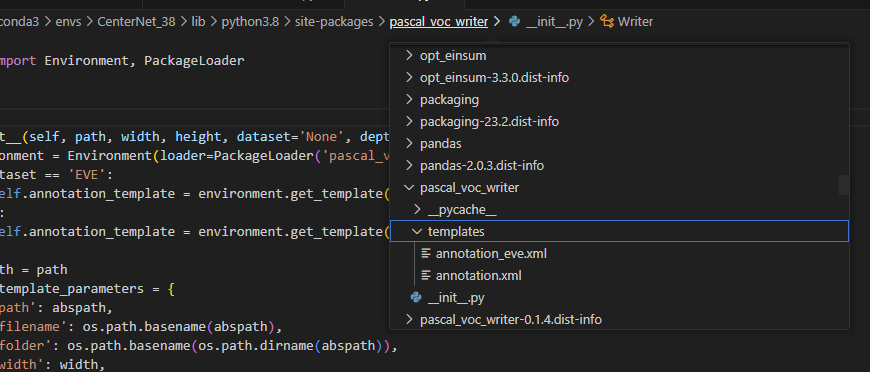 conda3 > envs > CenterNet_38 > lib > python3.8 > site-packages > pascal_voc_writer > __init__.py > Writer
mport Environment, PackageLoader
t__(self, path, width, height, dataset='None', dept
onment = Environment(loader=PackageLoader('pascal_v
taset == 'EVE':
elf.annotation_template = environment.get_template(
:
elf.annotation_template = environment.get_template(
th = path
template_parameters = {
path': abspath,
filename': os.path.basename(abspath),
folder': os.path.basename(os.path.dirname(abspath)),
width': width,
opt_einsum
opt_einsum-3.3.0.dist-info
packaging
packaging-23.2.dist-info
pandas
pandas-2.0.3.dist-info
pascal_voc_writer
__pycache__
templates
annotation_eve.xml
annotation.xml
__init__.py
pascal_voc_writer-0.1.4.dist-info